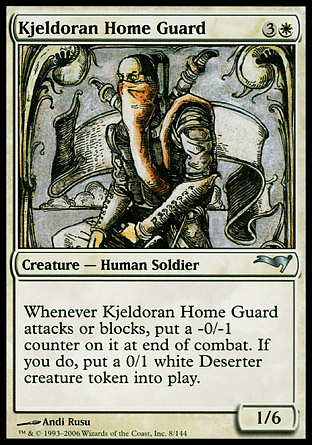 Kjeldoran Home Guard 3
Creature — Human Soldier
Whenever Kjeldoran Home Guard
attacks or blocks, put a -0/-1
counter on it at end of combat. If
you do, put a 0/1 white Deserter
creature token into play.
Andi Rusu
™ & © 1993–2006 Wizards of the Coast, Inc. 8/144
1/6